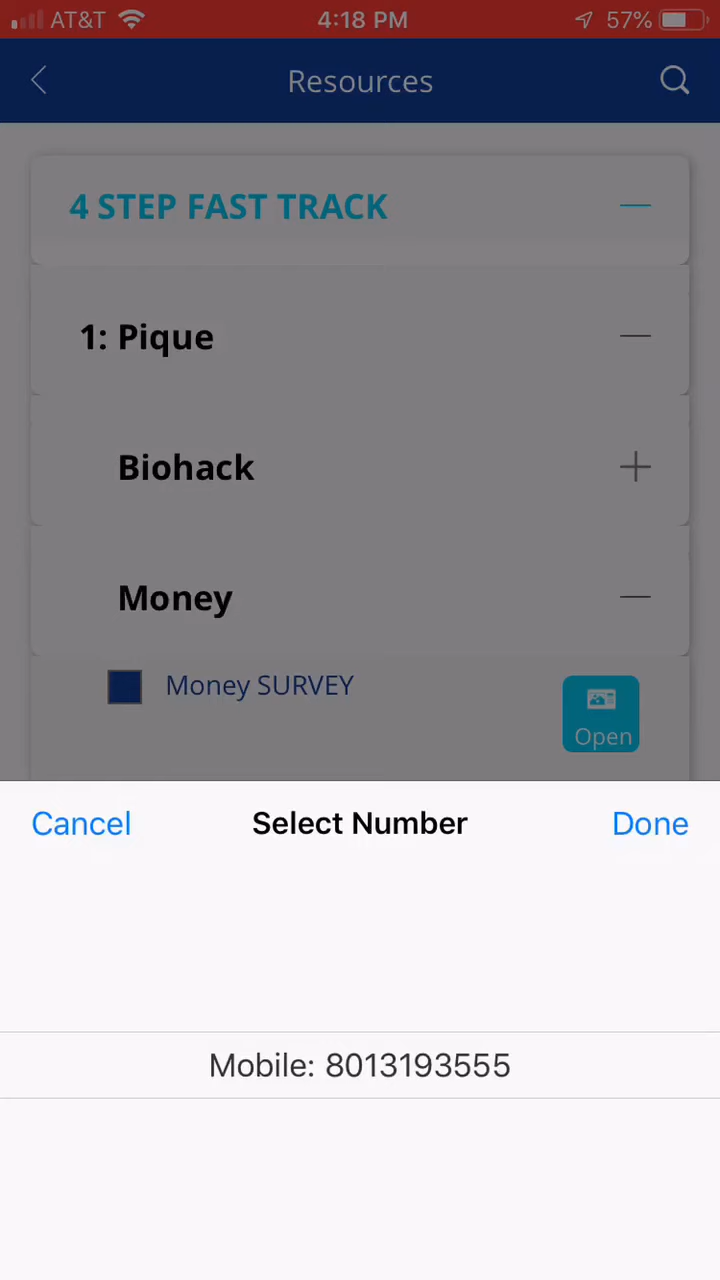 AT&T 4:18 PM 57%
Resources
4 STEP FAST TRACK
1: Pique
Biohack
Money
Money SURVEY
Open
Cancel Select Number Done
Mobile: 8013193555